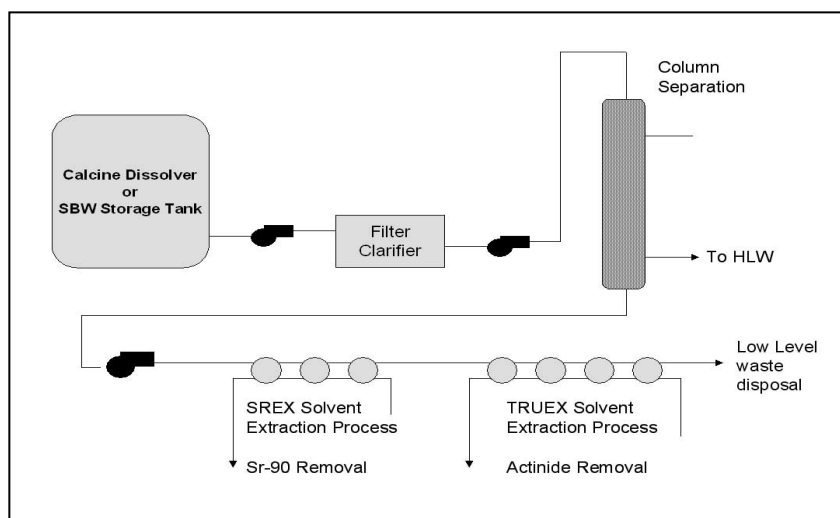 Column
Separation
Calcine Dissolver
or
SBW Storage Tank
Filter
Clarifier
To HLW
Low Level
waste
disposal
SREX Solvent
Extraction Process
TRUEX Solvent
Extraction Process
Sr-90 Removal
Actinide Removal